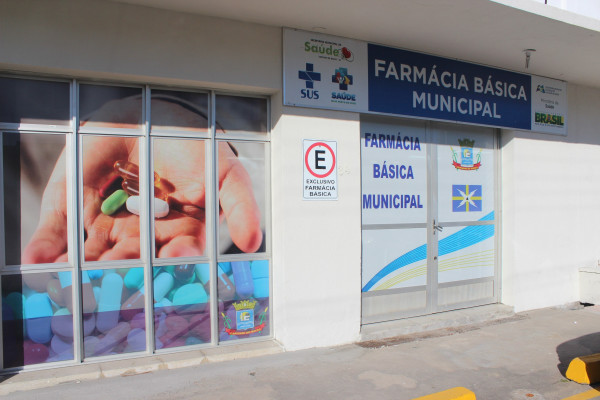 Saúde
SUS
SAÚDE
FARMÁCIA BÁSICA
MUNICIPAL
BRASIL
E
EXCLUSIVO
FARMÁCIA
BÁSICA
FARMÁCIA
BÁSICA
MUNICIPAL